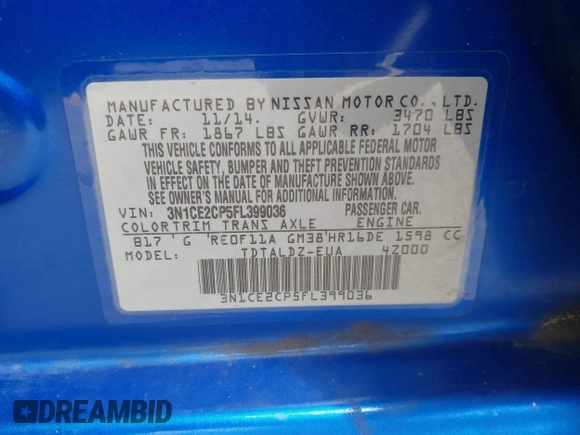 MANUFACTURED BY NISSAN MOTOR CO., LTD.
DATE: 11/14. GVWR: 3470 LBS
GAWR FR: 1867 LBS GAWR RR: 1704 LBS
THIS VEHICLE CONFORMS TO ALL APPLICABLE FEDERAL MOTOR
VEHICLE SAFETY, BUMPER AND THEFT PREVENTION STANDARDS
IN EFFECT ON THE DATE OF MANUFACTURE SHOWN ABOVE.
SEE OWNER'S MANUAL FOR ADDITIONAL INFORMATION.
VIN: 3N1CE2CP5FL399036 PASSENGER CAR.
COLOR TRIM TRANS AXLE ENGINE
B17 G RE0F11A GM38 HR16DE 1598 CC
MODEL: TDTALDZ-EUA 4Z000
3N1CE2CP5FL399036
DREAMBID